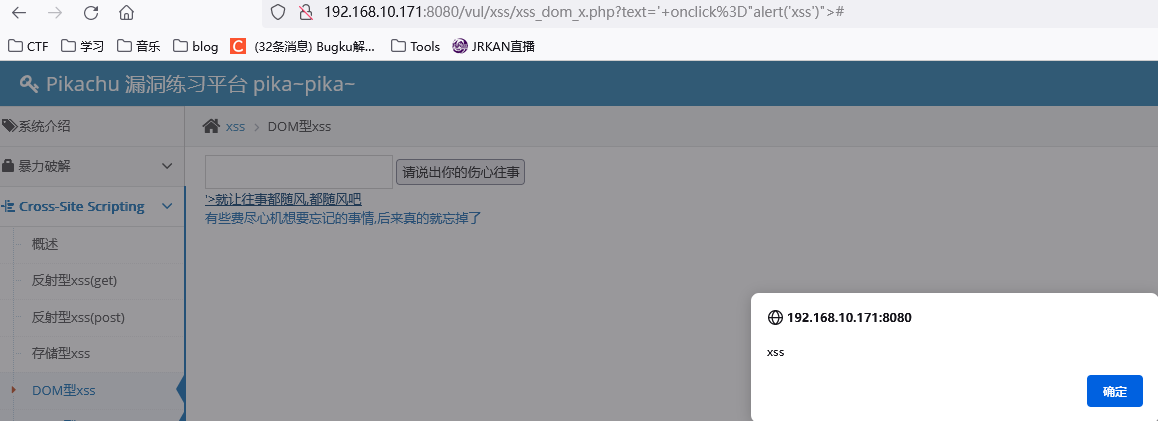 192.168.10.171:8080/vul/xss/xss_dom_x.php?text='+onclick%3D"alert('xss')">#
CTF 学习 音乐 blog C (32条消息) Bugku解... Tools JRKAN直播
Pikachu 漏洞练习平台 pika~pika~
系统介绍
xss > DOM型xss
暴力破解
请说出你的伤心往事
'>就让往事都随风,都随风吧
Cross-Site Scripting
有些费尽心机想要忘记的事情,后来真的就忘掉了
概述
反射型xss(get)
反射型xss(post)
存储型xss
DOM型xss
192.168.10.171:8080
xss
确定